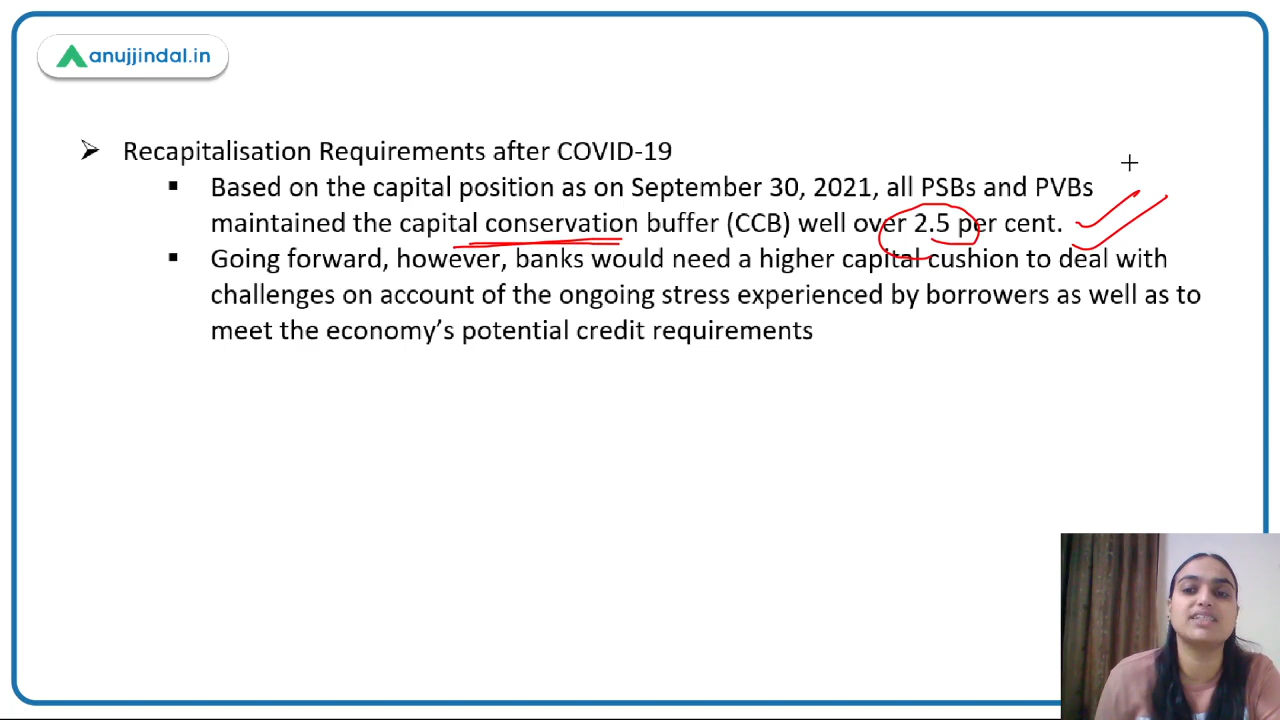 anujjindal.in
➢ Recapitalisation Requirements after COVID-19
▪ Based on the capital position as on September 30, 2021, all PSBs and PVBs
maintained the capital conservation buffer (CCB) well over 2.5 per cent.
▪ Going forward, however, banks would need a higher capital cushion to deal with
challenges on account of the ongoing stress experienced by borrowers as well as to
meet the economy’s potential credit requirements